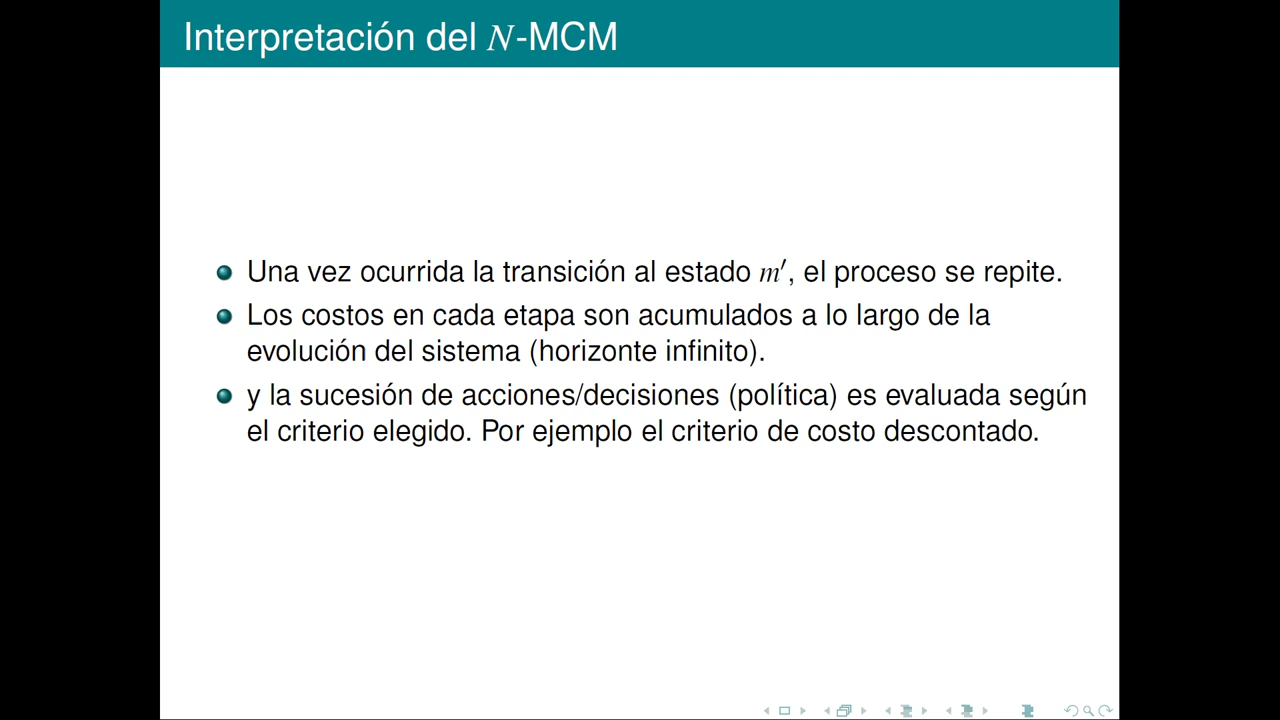 Interpretación del N-MCM
Una vez ocurrida la transición al estado m′, el proceso se repite.
Los costos en cada etapa son acumulados a lo largo de la
evolución del sistema (horizonte infinito).
y la sucesión de acciones/decisiones (política) es evaluada según
el criterio elegido. Por ejemplo el criterio de costo descontado.